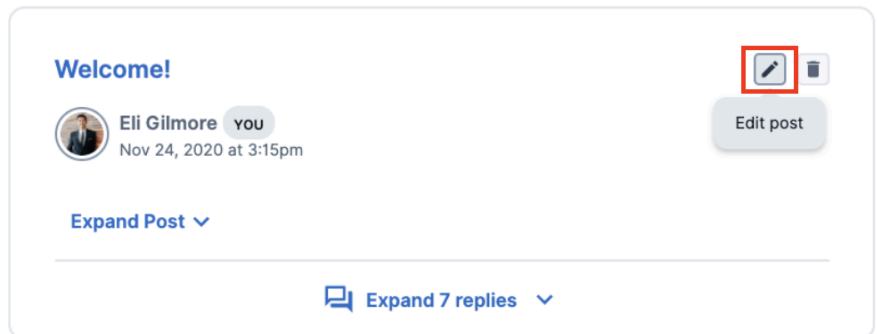 Welcome!
Eli Gilmore YOU
Nov 24, 2020 at 3:15pm
Edit post
Expand Post
Expand 7 replies